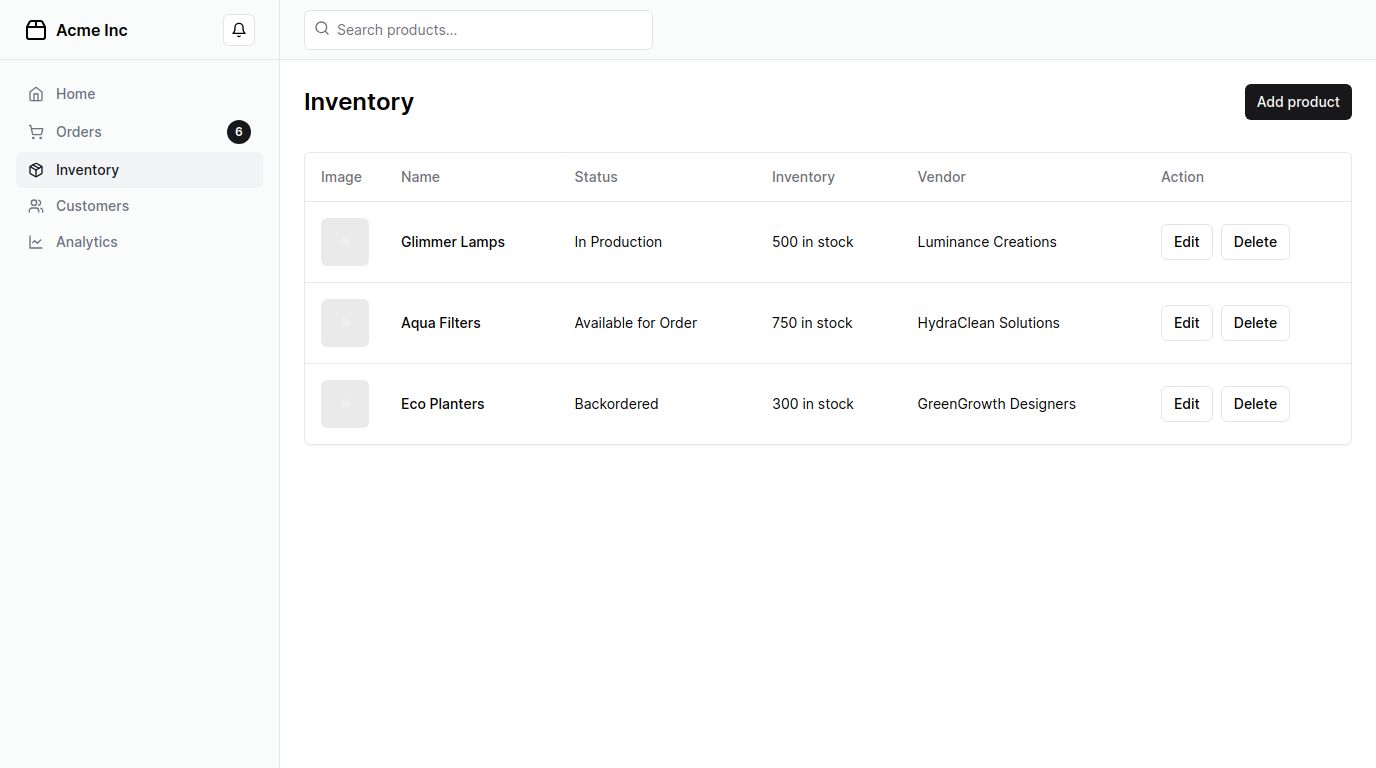 Acme Inc
Search products...
Home
Orders 6
Inventory
Customers
Analytics
Inventory
Add product
Image Name Status Inventory Vendor Action
Glimmer Lamps In Production 500 in stock Luminance Creations Edit Delete
Aqua Filters Available for Order 750 in stock HydraClean Solutions Edit Delete
Eco Planters Backordered 300 in stock GreenGrowth Designers Edit Delete